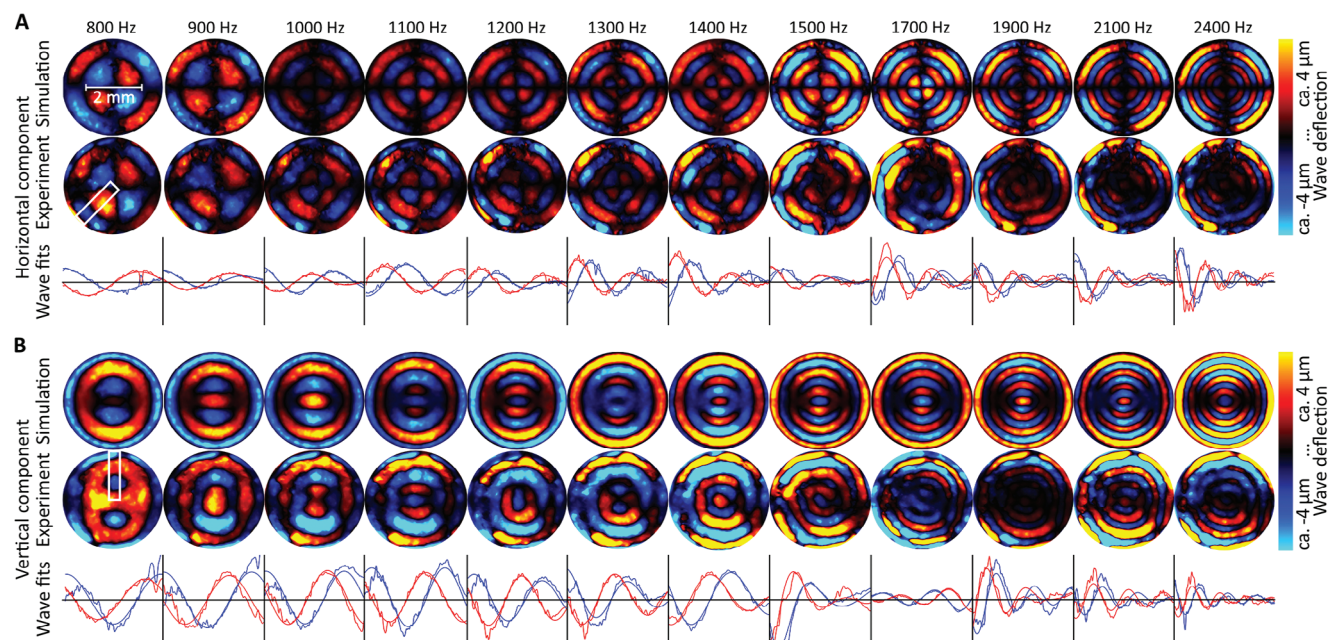 A
800 Hz 900 Hz 1000 Hz 1100 Hz 1200 Hz 1300 Hz 1400 Hz 1500 Hz 1700 Hz 1900 Hz 2100 Hz 2400 Hz
Horizontal component
Simulation
2 mm
Experiment
Wave fits
ca. 4 µm
...
ca. -4 µm
Wave deflection
B
Vertical component
Simulation
Experiment
Wave fits
ca. 4 µm
...
ca. -4 µm
Wave deflection